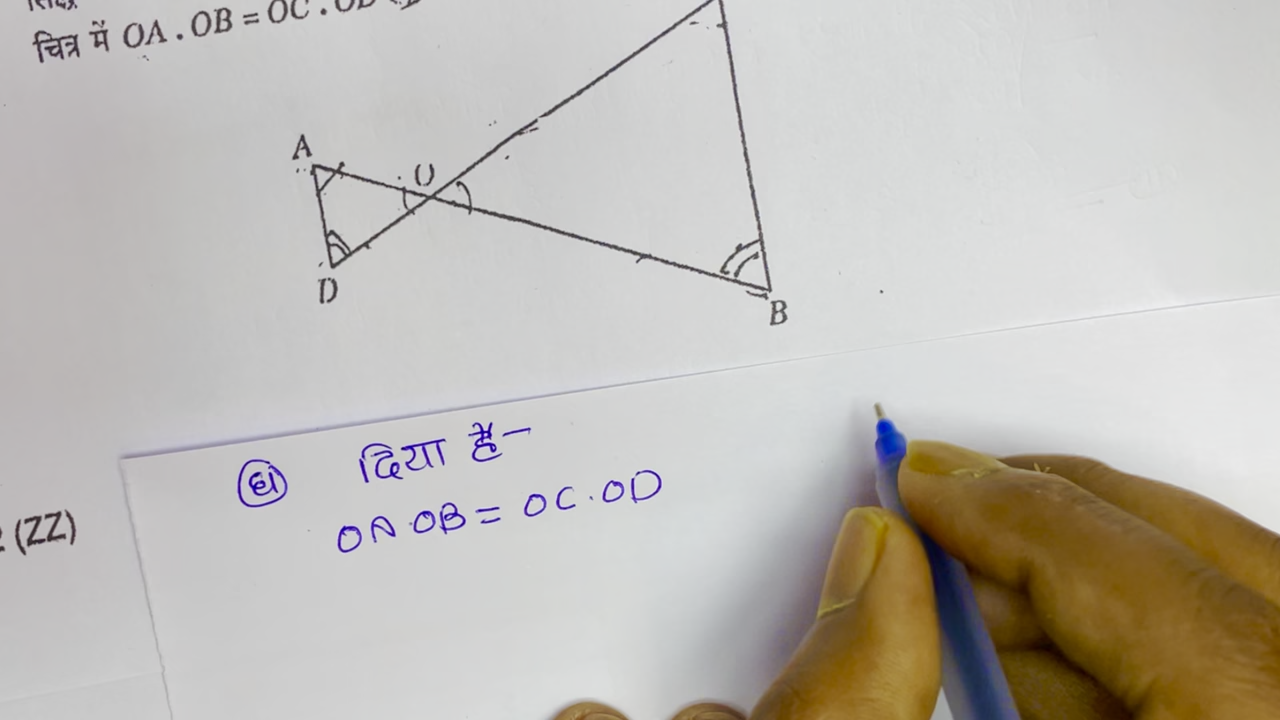 चित्र में OA . OB = OC . OD
A
O
D
B
(ZZ)
घ दिया है-
OA.OB = OC.OD